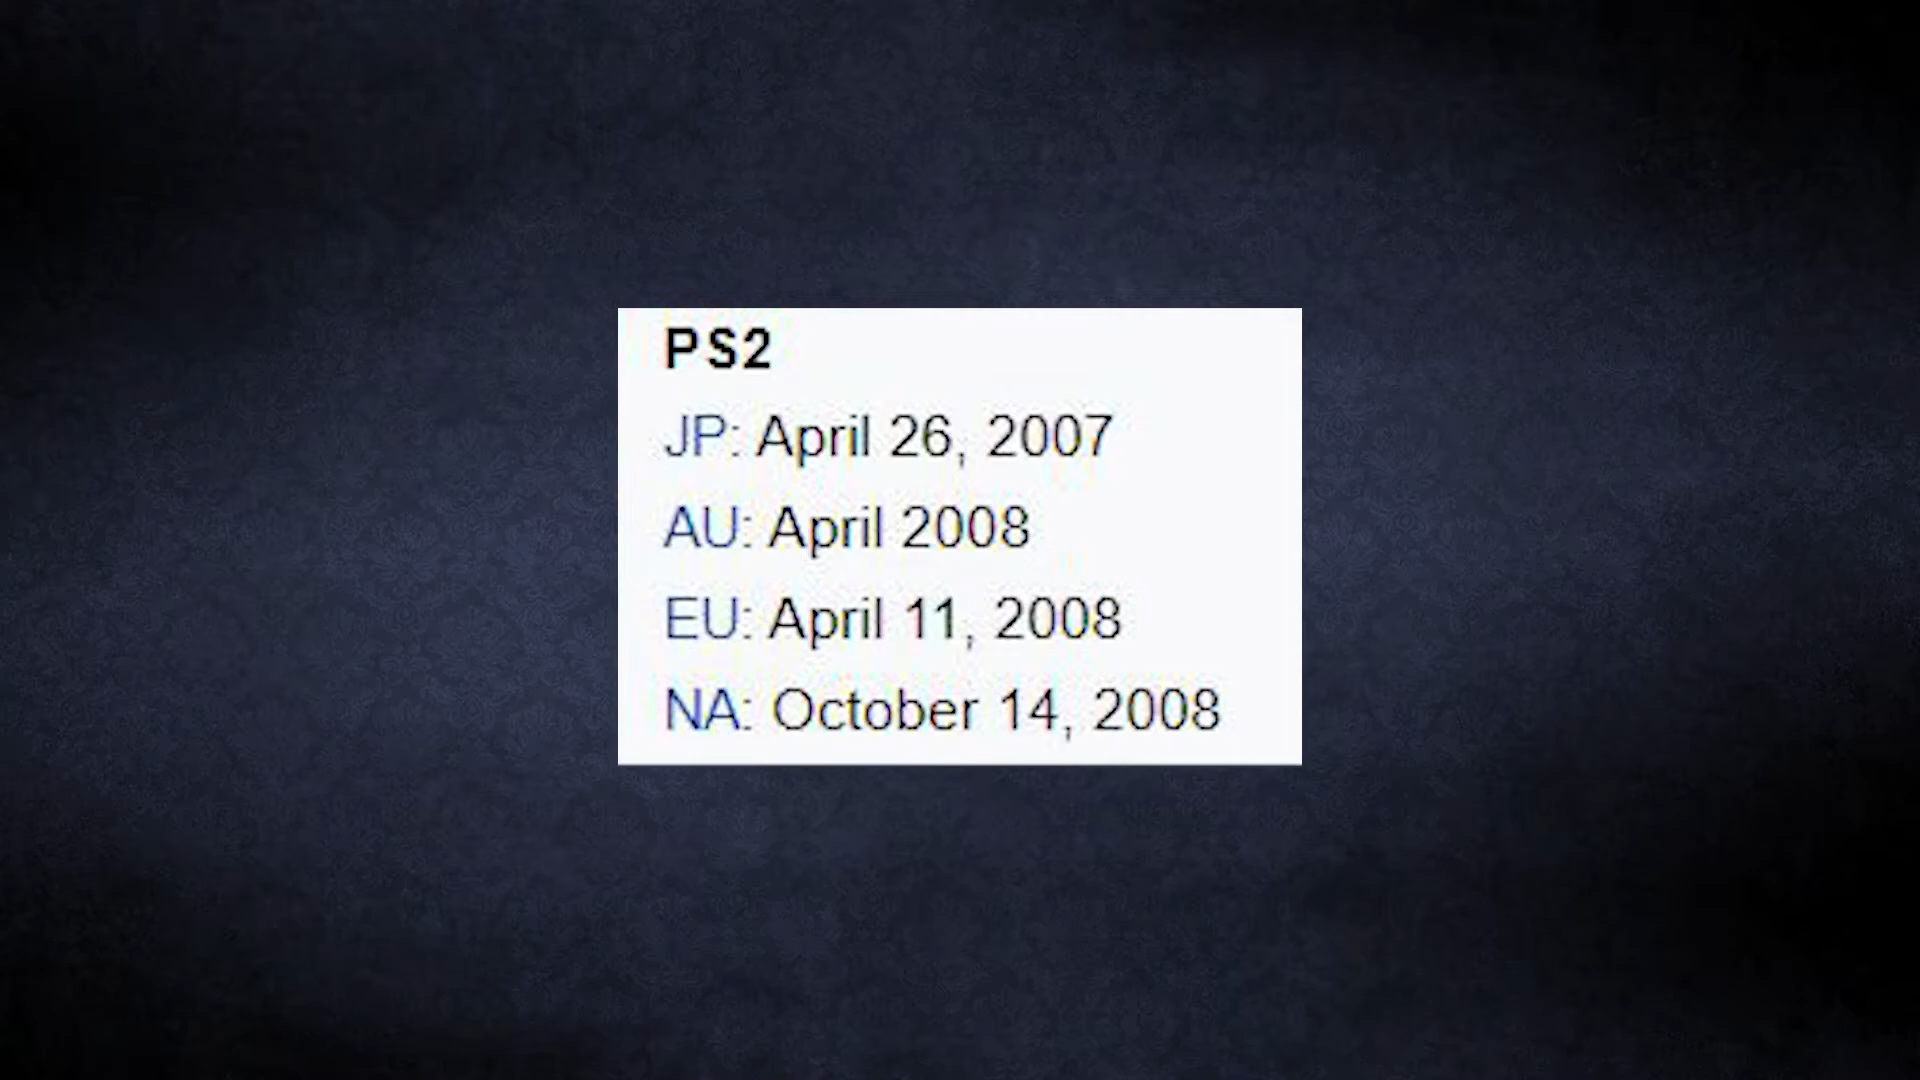 PS2
JP: April 26, 2007
AU: April 2008
EU: April 11, 2008
NA: October 14, 2008